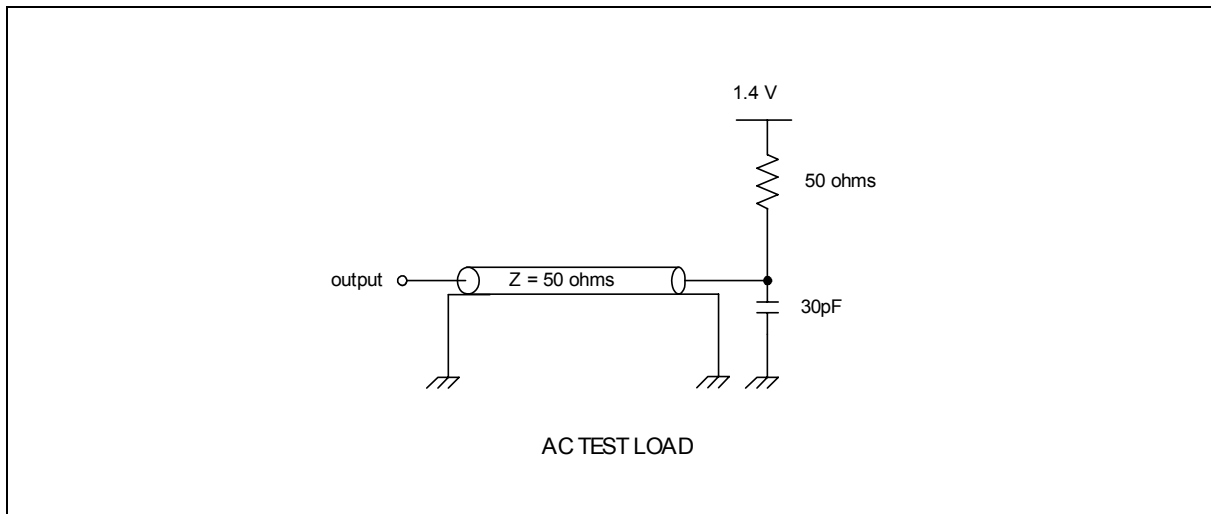 1.4 V
50 ohms
output
Z = 50 ohms
30pF
AC TEST LOAD